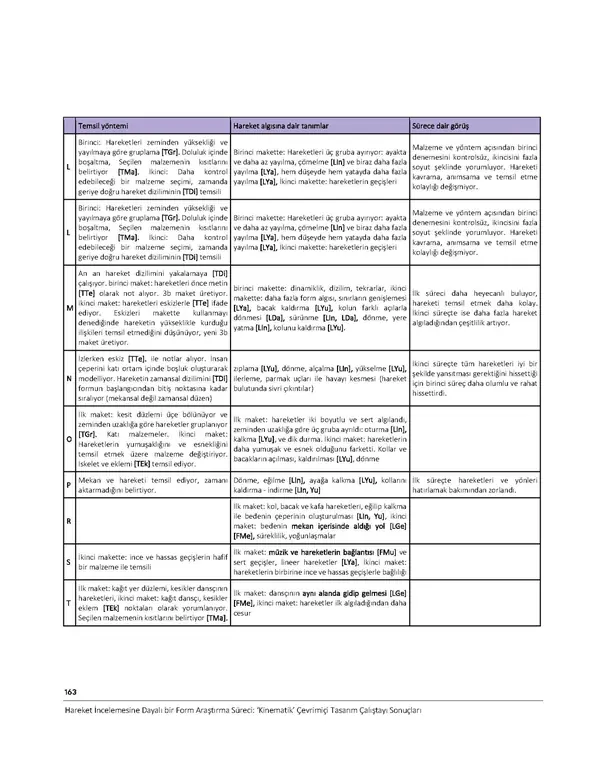 Temsil yöntemi
Hareket algısına dair tanımlar
Sürece dair görüş
L
Birinci: Hareketleri zeminden yüksekliği ve
yayılmaya göre gruplama [TGr]. Doluluk içinde
boşaltma, Seçilen malzemenin kısıtlarını
belirtiyor [TMa]. İkinci: Daha kontrol
edebileceği bir malzeme seçimi, zamanda
geriye doğru hareket diziliminin [TDi] temsili
Birinci makette: Hareketleri üç gruba ayırıyor: ayakta
ve daha az yayılma, çömelme [LIn] ve biraz daha fazla
yayılma [LYa], hem düşeyde hem yatayda daha fazla
yayılma [LYa], İkinci makette: hareketlerin geçişleri
Malzeme ve yöntem açısından birinci
denemesini kontrolsüz, ikincisini fazla
soyut şeklinde yorumluyor. Hareketi
kavrama, anımsama ve temsil etme
kolaylığı değişmiyor.
L
Birinci: Hareketleri zeminden yüksekliği ve
yayılmaya göre gruplama [TGr]. Doluluk içinde
boşaltma, Seçilen malzemenin kısıtlarını
belirtiyor [TMa]. İkinci: Daha kontrol
edebileceği bir malzeme seçimi, zamanda
geriye doğru hareket diziliminin [TDi] temsili
Birinci makette: Hareketleri üç gruba ayırıyor: ayakta
ve daha az yayılma, çömelme [LIn] ve biraz daha fazla
yayılma [LYa], hem düşeyde hem yatayda daha fazla
yayılma [LYa], İkinci makette: hareketlerin geçişleri
Malzeme ve yöntem açısından birinci
denemesini kontrolsüz, ikincisini fazla
soyut şeklinde yorumluyor. Hareketi
kavrama, anımsama ve temsil etme
kolaylığı değişmiyor.
M
An an hareket dizilimini yakalamaya [TDi]
çalışıyor. birinci maket: hareketleri önce metin
[TTe] olarak not alıyor. 3b maket üretiyor.
ikinci maket: hareketleri eskizlerle [TTe] ifade
ediyor. Eskizleri makette kullanmayı
denediğinde hareketin yükseklikle kurduğu
ilişkileri temsil etmediğini düşünüyor, yeni 3b
maket üretiyor.
birinci makette: dinamiklik, dizilim, tekrarlar, ikinci
makette: daha fazla form algısı, sınırların genişlemesi
[LYa], bacak kaldırma [LYu], kolun farklı açılarla
dönmesi [LDa], sürünme [LIn, LDa], dönme, yere
yatma [LIn], kolunu kaldırma [LYu].
İlk süreci daha heyecanlı buluyor,
hareketi temsil etmek daha kolay.
İkinci süreçte ise daha fazla hareket
algıladığından çeşitlilik artıyor.
N
İzlerken eskiz [TTe], ile notlar alıyor. İnsan
çeperini katı ortam içinde boşluk oluşturarak
modelliyor. Hareketin zamansal dizilimini [TDi]
formun başlangıcından bitiş noktasına kadar
sıralıyor (mekansal değil zamansal düzen)
zıplama [LYu], dönme, alçalma [LIn], yükselme [LYu],
ilerleme, parmak uçları ile havayı kesmesi (hareket
bulutunda sivri çıkıntılar)
İkinci süreçte tüm hareketleri iyi bir
şekilde yansıtması gerektiğini hissettiği
için birinci süreç daha olumlu ve rahat
hissettirdi.
O
İlk maket: kesit düzlemi üçe bölünüyor ve
zeminden uzaklığa göre hareketler gruplanıyor
[TGr]. Katı malzemeler. İkinci maket:
Hareketlerin yumuşaklığını ve esnekliğini
temsil etmek üzere malzeme değiştiriyor.
İskelet ve eklemi [TEk] temsil ediyor.
İlk maket: hareketler iki boyutlu ve sert algılandı,
zeminden uzaklığa göre üç gruba ayrıldı: oturma [LIn],
kalkma [LYu], ve dik durma. İkinci maket: hareketlerin
daha yumuşak ve esnek olduğunu farketti. Kollar ve
bacakların açılması, kaldırılması [LYu], dönme
P
Mekan ve hareketi temsil ediyor, zamanı
aktarmadığını belirtiyor.
Dönme, eğilme [LIn], ayağa kalkma [LYu], kollarını
kaldırma - indirme [LIn, Yu]
İlk süreçte hareketleri ve yönleri
hatırlamak bakımından zorlandı.
R
İlk maket: kol, bacak ve kafa hareketleri, eğilip kalkma
ile bedenin çeperinin oluşturulması [LIn, Yu], ikinci
maket: bedenin mekan içerisinde aldığı yol [LGe]
[FMe], süreklilik, yoğunlaşmalar
S
İkinci makette: ince ve hassas geçişlerin hafif
bir malzeme ile temsili
İlk maket: müzik ve hareketlerin bağlantısı [FMu] ve
sert geçişler, lineer hareketler [LYa], İkinci maket:
hareketlerin birbirine ince ve hassas geçişlerle bağlılığı
T
İlk maket: kağıt yer düzlemi, kesikler dansçının
hareketleri, ikinci maket: kağıt dansçı, kesikler
eklem [TEk] noktaları olarak yorumlanıyor.
Seçilen malzemenin kısıtlarını belirtiyor [TMa].
İlk maket: dansçının aynı alanda gidip gelmesi [LGe]
[FMe], ikinci maket: hareketler ilk algıladığından daha
cesur
163
Hareket İncelemesine Dayalı bir Form Araştırma Süreci: 'Kinematik' Çevrimiçi Tasarım Çalıştayı Sonuçları